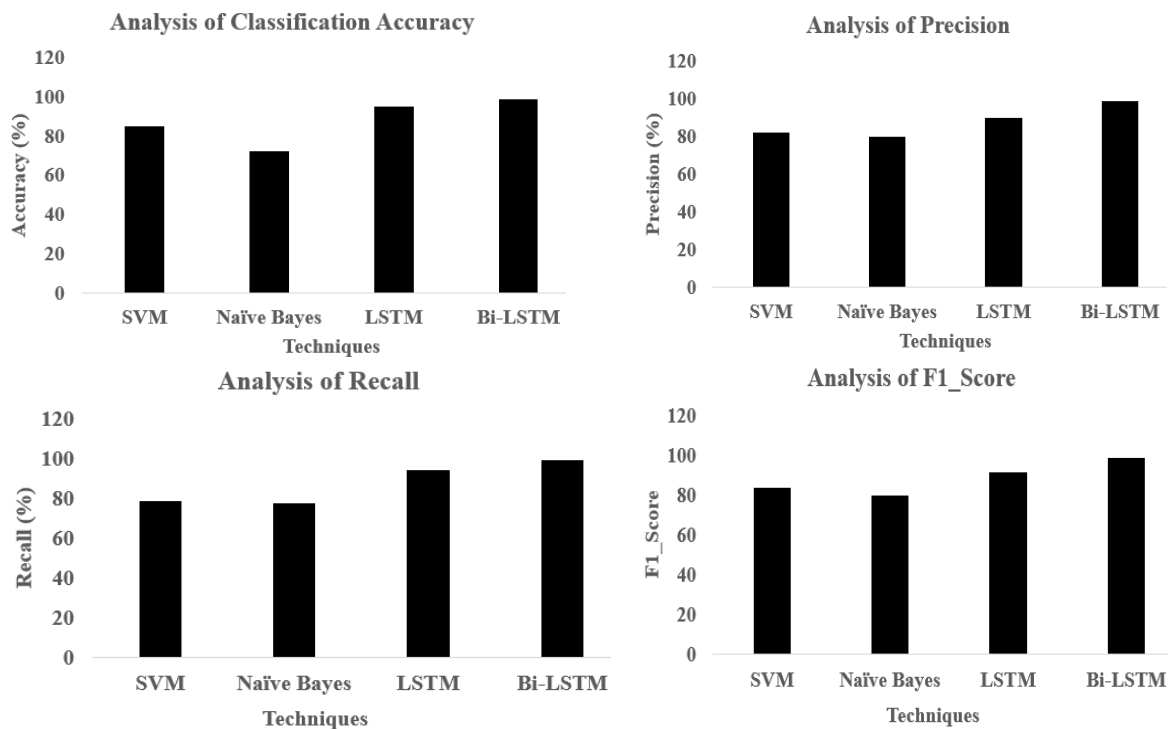 Analysis of Classification Accuracy
120
100
80
60
40
20
0
Accuracy (%)
SVM Naïve Bayes LSTM Bi-LSTM
Techniques
Analysis of Precision
120
100
80
60
40
20
0
Precision (%)
SVM Naïve Bayes LSTM Bi-LSTM
Techniques
Analysis of Recall
120
100
80
60
40
20
0
Recall (%)
SVM Naïve Bayes LSTM Bi-LSTM
Techniques
Analysis of F1_Score
120
100
80
60
40
20
0
F1_Score
SVM Naïve Bayes LSTM Bi-LSTM
Techniques